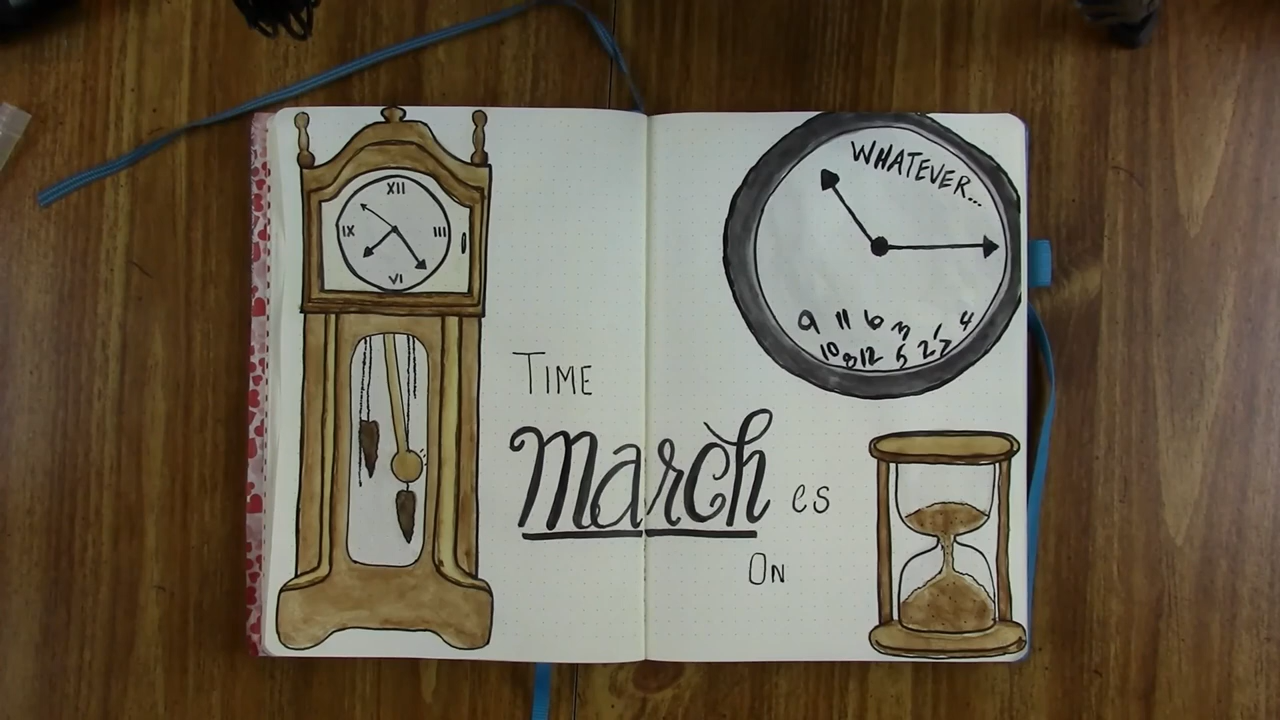 XII
IX III
VI
WHATEVER...
9 11 6 3 1 4
10 8 12 5 2 7
TIME
March es
ON